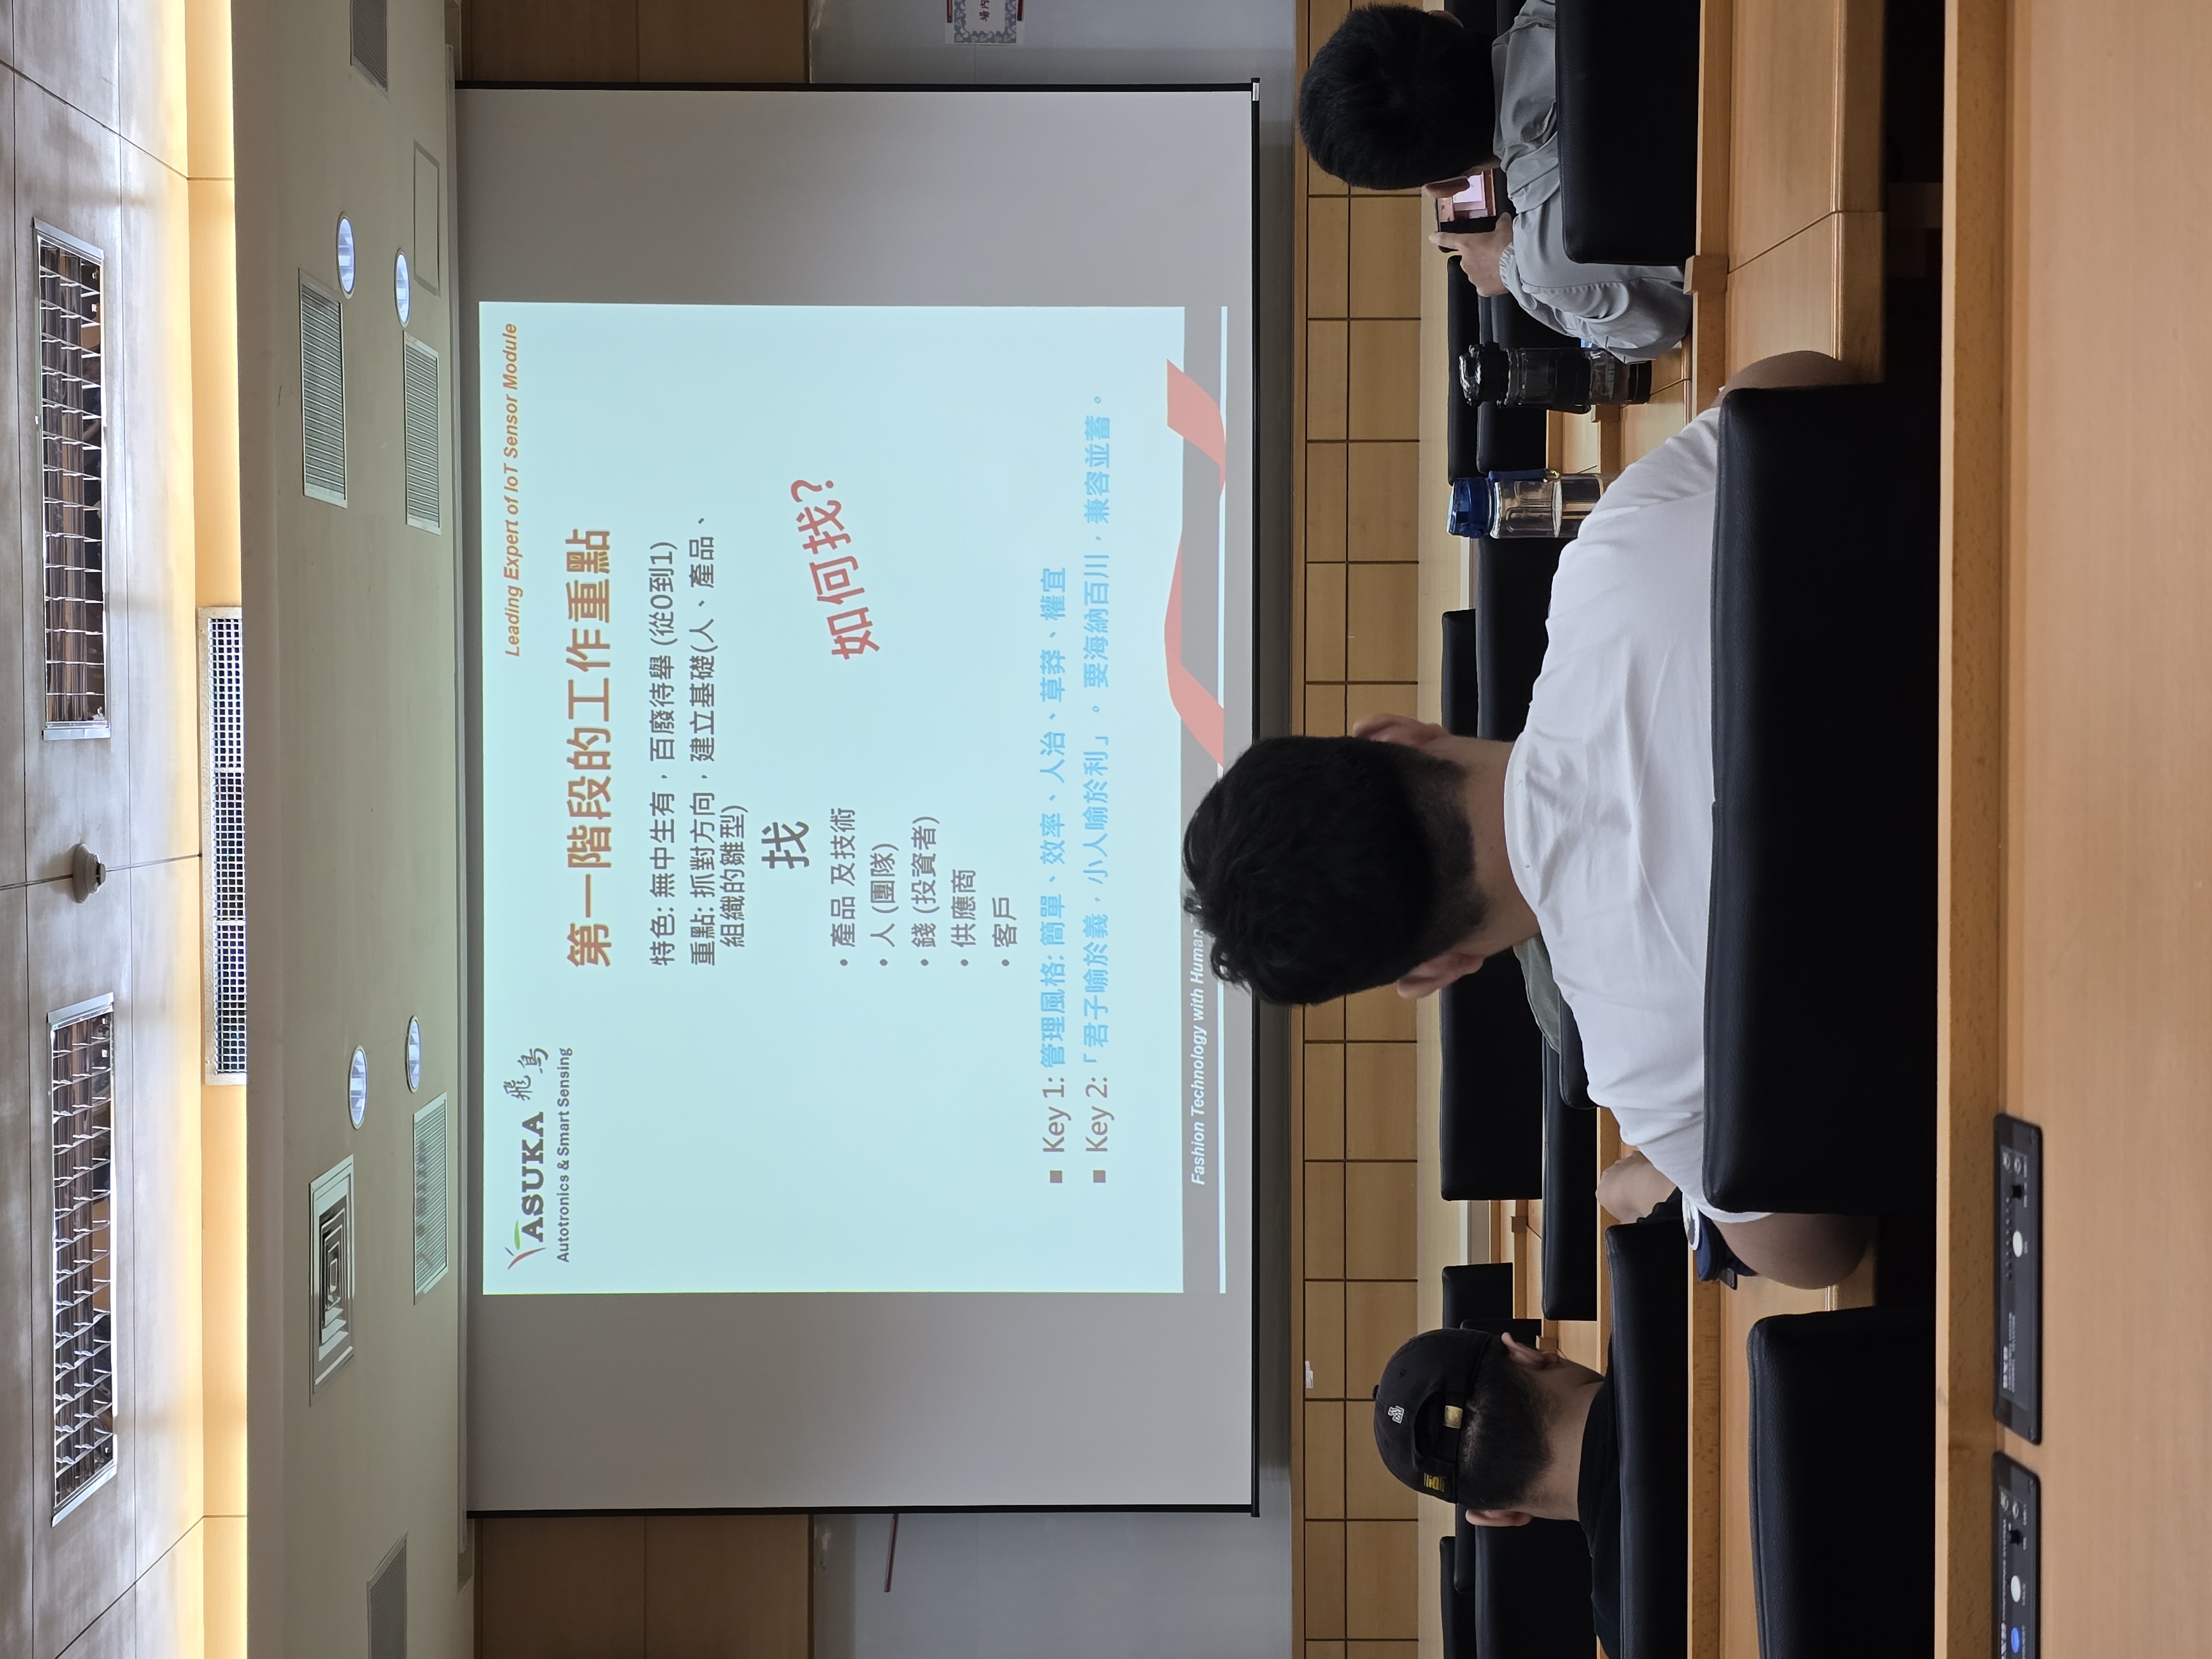 ASUKA 飛鳥
Autotronics & Smart Sensing
Leading Expert of IoT Sensor Module
第一階段的工作重點
特色: 無中生有，百廢待舉 (從0到1)
重點: 抓對方向，建立基礎(人、產品、
組織的雛型)
找
• 產品 及技術
• 人 (團隊)
• 錢 (投資者)
• 供應商
• 客戶
如何找?
■ Key 1: 管理風格: 簡單、效率、人治、草莽、權宜
■ Key 2:「君子喻於義，小人喻於利」。 要海納百川，兼容並蓄。
Fashion Technology with Human
場內
CONFERENCE SYSTEM